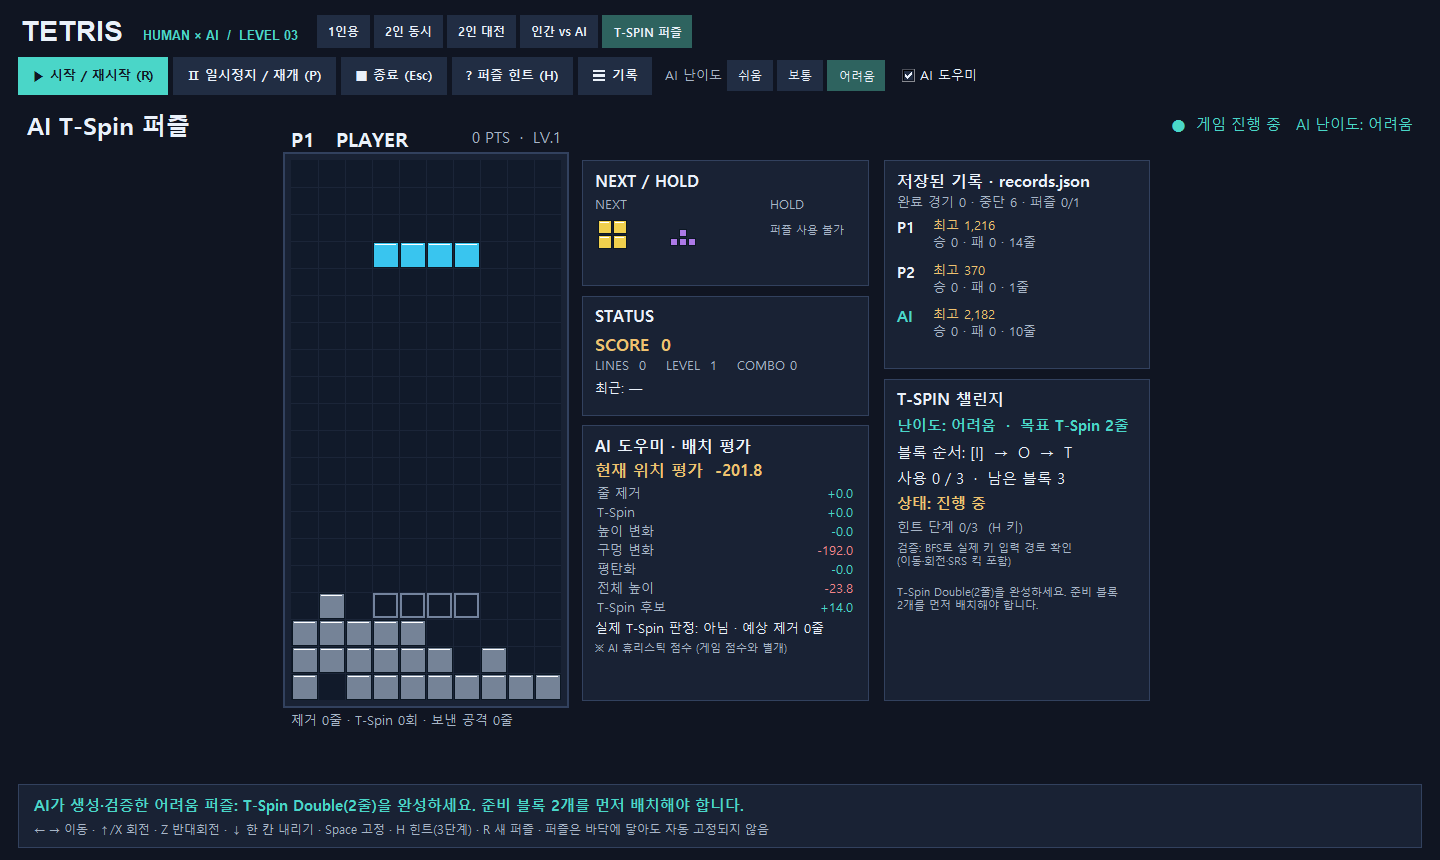 TETRIS HUMAN × AI / LEVEL 03 1인용 2인 동시 2인 대전 인간 vs AI T-SPIN 퍼즐
▶ 시작 / 재시작 (R) Ⅱ 일시정지 / 재개 (P) ■ 종료 (Esc) ? 퍼즐 힌트 (H) ☰ 기록 AI 난이도 쉬움 보통 어려움 AI 도우미
AI T-Spin 퍼즐
● 게임 진행 중 AI 난이도: 어려움
P1 PLAYER 0 PTS · LV.1
제거 0줄 · T-Spin 0회 · 보낸 공격 0줄
NEXT / HOLD
NEXT HOLD
퍼즐 사용 불가
STATUS
SCORE 0
LINES 0 LEVEL 1 COMBO 0
최근: —
AI 도우미 · 배치 평가
현재 위치 평가 -201.8
줄 제거 +0.0
T-Spin +0.0
높이 변화 -0.0
구멍 변화 -192.0
평탄화 -0.0
전체 높이 -23.8
T-Spin 후보 +14.0
실제 T-Spin 판정: 아님 · 예상 제거 0줄
※ AI 휴리스틱 점수 (게임 점수와 별개)
저장된 기록 · records.json
완료 경기 0 · 중단 6 · 퍼즐 0/1
P1 최고 1,216
승 0 · 패 0 · 14줄
P2 최고 370
승 0 · 패 0 · 1줄
AI 최고 2,182
승 0 · 패 0 · 10줄
T-SPIN 챌린지
난이도: 어려움 · 목표 T-Spin 2줄
블록 순서: [I] → O → T
사용 0 / 3 · 남은 블록 3
상태: 진행 중
힌트 단계 0/3 (H 키)
검증: BFS로 실제 키 입력 경로 확인
(이동·회전·SRS 킥 포함)
T-Spin Double(2줄)을 완성하세요. 준비 블록
2개를 먼저 배치해야 합니다.
AI가 생성·검증한 어려움 퍼즐: T-Spin Double(2줄)을 완성하세요. 준비 블록 2개를 먼저 배치해야 합니다.
← → 이동 · ↑/X 회전 · Z 반대회전 · ↓ 한 칸 내리기 · Space 고정 · H 힌트(3단계) · R 새 퍼즐 · 퍼즐은 바닥에 닿아도 자동 고정되지 않음